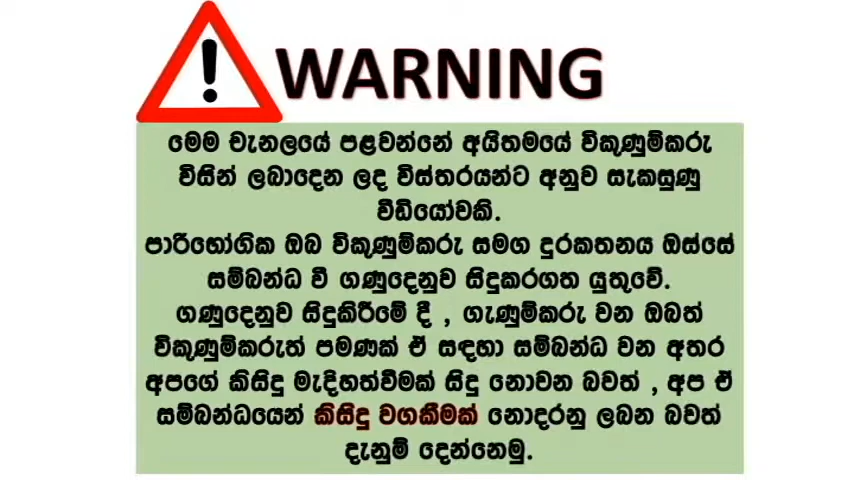 WARNING
මෙම චැනලයේ පළවන්නේ අයිතමයේ විකුණුම්කරු
විසින් ලබාදෙන ලද විස්තරයන්ට අනුව සැකසුණු
වීඩියෝවකි.
පාරිභෝගික ඔබ විකුණුම්කරු සමග දුරකතනය ඔස්සේ
සම්බන්ධ වී ගණුදෙනුව සිදුකරගත යුතුවේ.
ගණුදෙනුව සිදුකිරීමේ දී , ගැණුම්කරු වන ඔබත්
විකුණුම්කරුත් පමණක් ඒ සඳහා සම්බන්ධ වන අතර
අපගේ කිසිදු මැදිහත්වීමක් සිදු නොවන බවත් , අප ඒ
සම්බන්ධයෙන් කිසිදු වගකීමක් නොදරනු ලබන බවත්
දැනුම් දෙන්නෙමු.